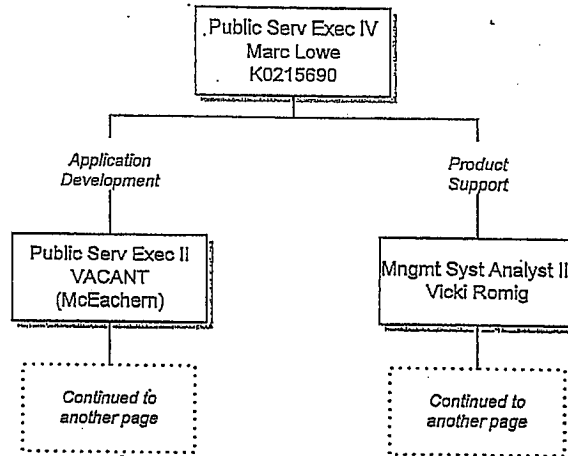 Public Serv Exec IV
Marc Lowe
K0215690
Application
Development
Product
Support
Public Serv Exec II
VACANT
(McEachern)
Mngmt Syst Analyst II
Vicki Romig
Continued to
another page
Continued to
another page